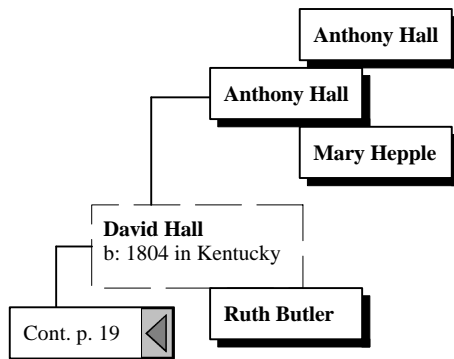 Anthony Hall
Anthony Hall
Mary Hepple
David Hall
b: 1804 in Kentucky
Ruth Butler
Cont. p. 19